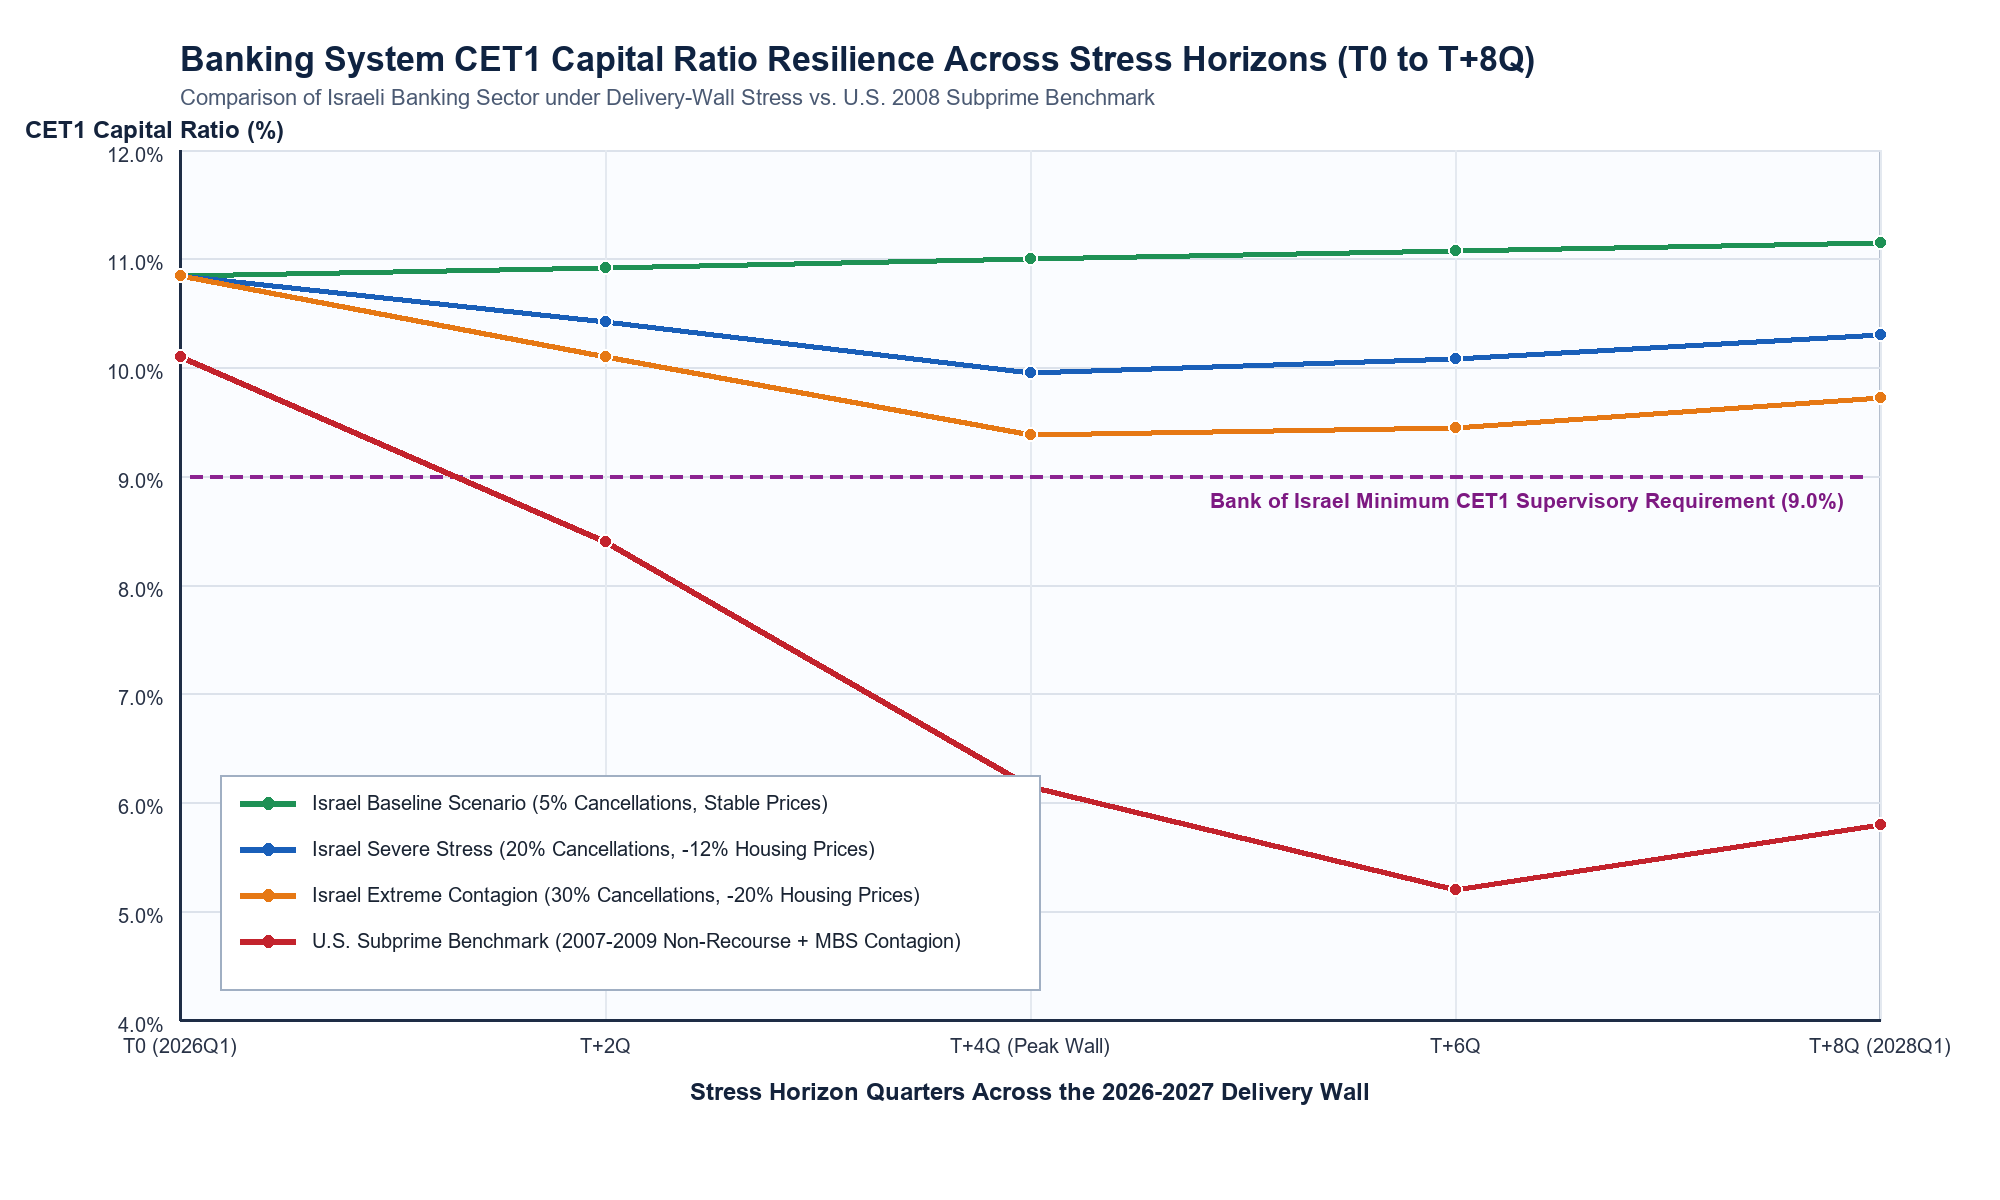 Banking System CET1 Capital Ratio Resilience Across Stress Horizons (T0 to T+8Q)
Comparison of Israeli Banking Sector under Delivery-Wall Stress vs. U.S. 2008 Subprime Benchmark
CET1 Capital Ratio (%)
12.0%
11.0%
10.0%
9.0%
Bank of Israel Minimum CET1 Supervisory Requirement (9.0%)
8.0%
7.0%
6.0%
5.0%
4.0%
Israel Baseline Scenario (5% Cancellations, Stable Prices)
Israel Severe Stress (20% Cancellations, -12% Housing Prices)
Israel Extreme Contagion (30% Cancellations, -20% Housing Prices)
U.S. Subprime Benchmark (2007-2009 Non-Recourse + MBS Contagion)
T0 (2026Q1)
T+2Q
T+4Q (Peak Wall)
T+6Q
T+8Q (2028Q1)
Stress Horizon Quarters Across the 2026-2027 Delivery Wall